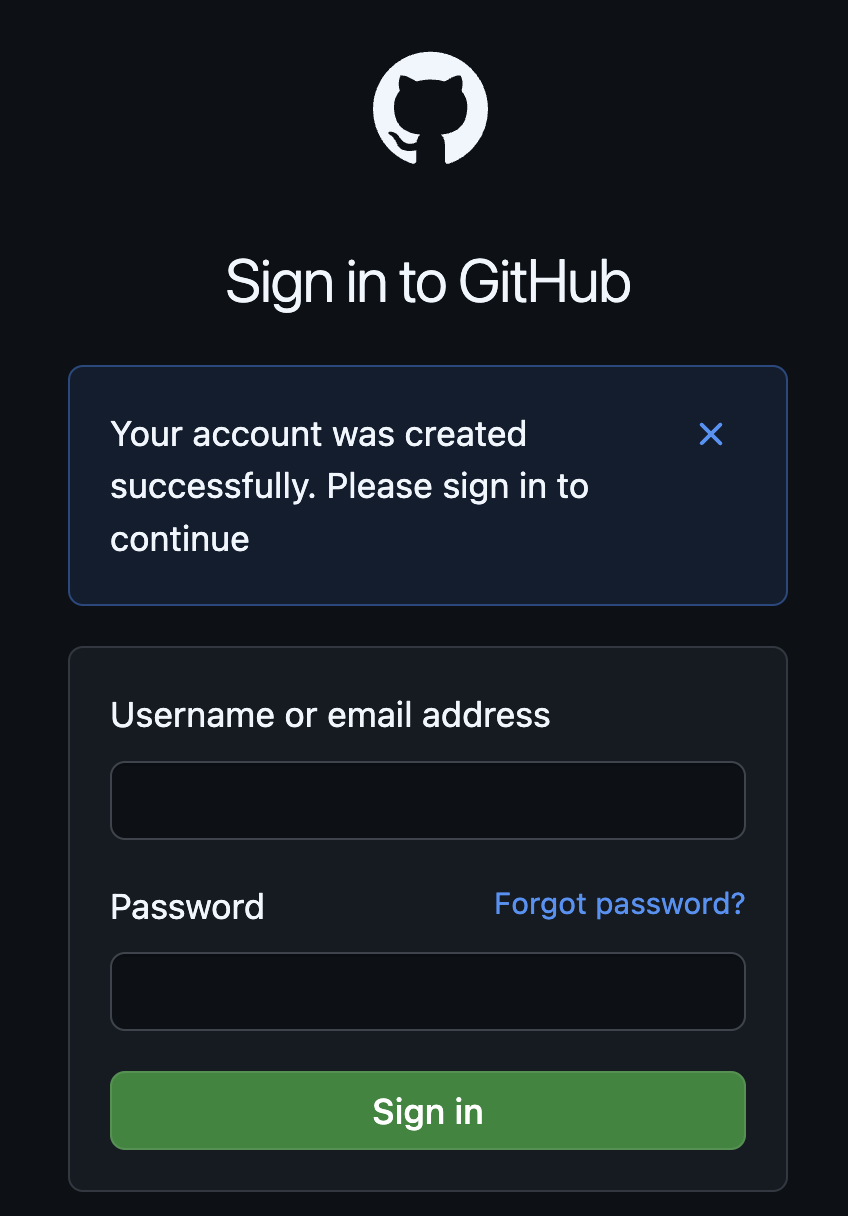 Sign in to GitHub
Your account was created
successfully. Please sign in to
continue
Username or email address
Password
Forgot password?
Sign in